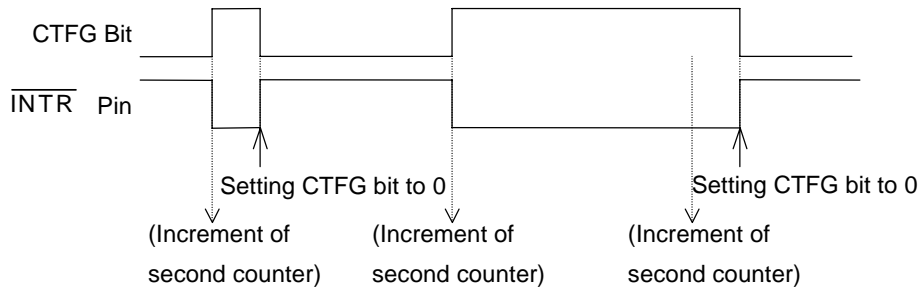 CTFG Bit
INTR Pin
Setting CTFG bit to 0
Setting CTFG bit to 0
(Increment of
second counter)
(Increment of
second counter)
(Increment of
second counter)